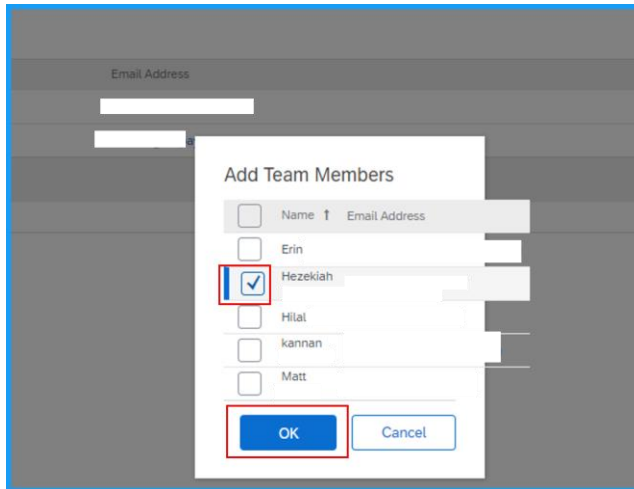 Email Address
Add Team Members
Name ↑ Email Address
Erin
Hezekiah
Hilal
kannan
Matt
OK Cancel